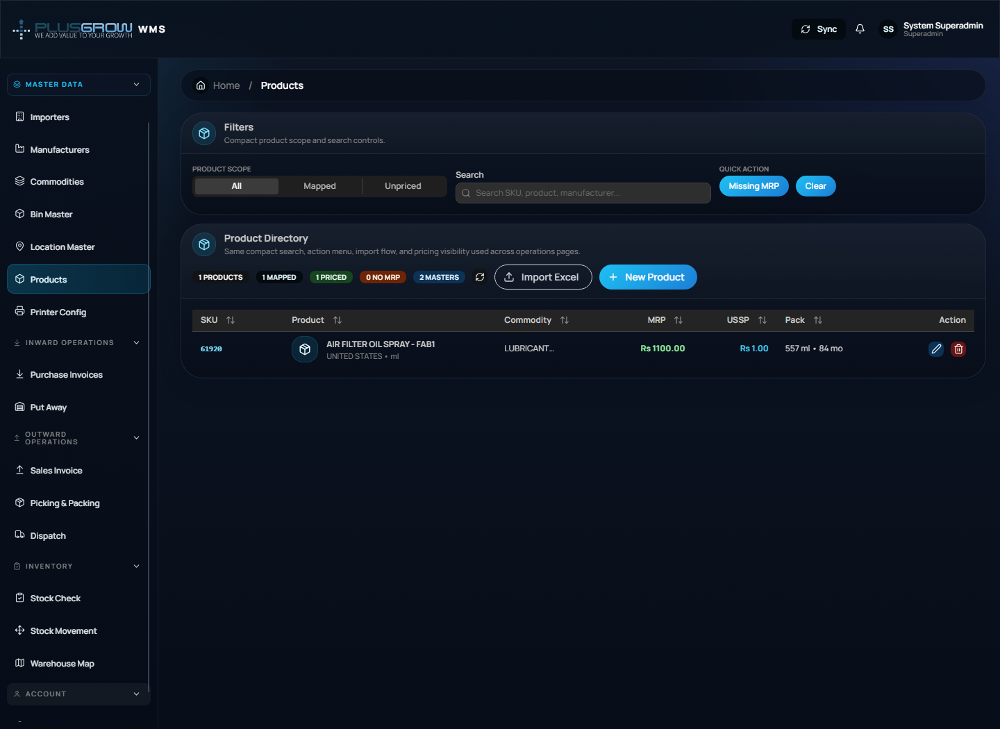 PLUSGROW WMS
WE ADD VALUE TO YOUR GROWTH
Sync
SS
System Superadmin
Superadmin
MASTER DATA
Importers
Manufacturers
Commodities
Bin Master
Location Master
Products
Printer Config
INWARD OPERATIONS
Purchase Invoices
Put Away
OUTWARD
OPERATIONS
Sales Invoice
Picking & Packing
Dispatch
INVENTORY
Stock Check
Stock Movement
Warehouse Map
ACCOUNT
Home / Products
Filters
Compact product scope and search controls.
PRODUCT SCOPE
All Mapped Unpriced
Search
Search SKU, product, manufacturer...
QUICK ACTION
Missing MRP Clear
Product Directory
Same compact search, action menu, import flow, and pricing visibility used across operations pages.
1 PRODUCTS 1 MAPPED 1 PRICED 0 NO MRP 2 MASTERS Import Excel + New Product
SKU Product Commodity MRP USSP Pack Action
61920 AIR FILTER OIL SPRAY - FAB1 LUBRICANT... Rs 1100.00 Rs 1.00 557 ml • 84 mo
UNITED STATES • ml